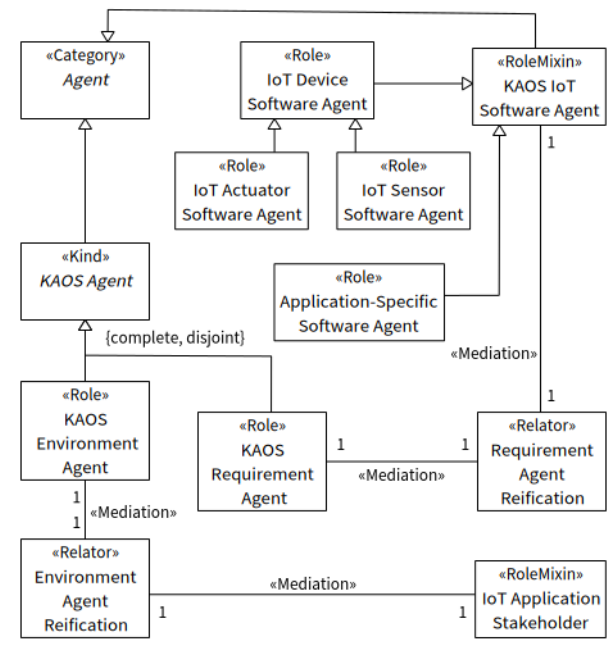 «Category»
Agent
«Role»
IoT Device
Software Agent
«RoleMixin»
KAOS IoT
Software Agent
1
«Role»
IoT Actuator
Software Agent
«Role»
IoT Sensor
Software Agent
«Kind»
KAOS Agent
«Role»
Application-Specific
Software Agent
{complete, disjoint}
«Mediation»
1
«Role»
KAOS
Environment
Agent
«Role»
KAOS
Requirement
Agent
1
1
«Mediation»
«Relator»
Requirement
Agent
Reification
1
«Mediation»
1
«Relator»
Environment
Agent
Reification
«Mediation»
1
1
«RoleMixin»
IoT Application
Stakeholder